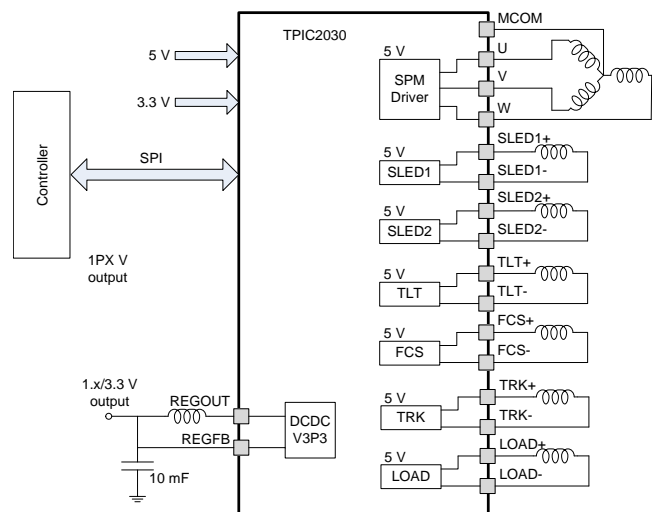 MCOM
TPIC2030
5 V
U
5 V
SPM
Driver
V
3.3 V
W
Controller
SPI
5 V
SLED1
SLED1+
SLED1-
5 V
SLED2
SLED2+
SLED2-
1PX V
output
5 V
TLT
TLT+
TLT-
5 V
FCS
FCS+
FCS-
1.x/3.3 V
output
REGOUT
REGFB
DCDC
V3P3
10 mF
5 V
TRK
TRK+
TRK-
5 V
LOAD
LOAD+
LOAD-